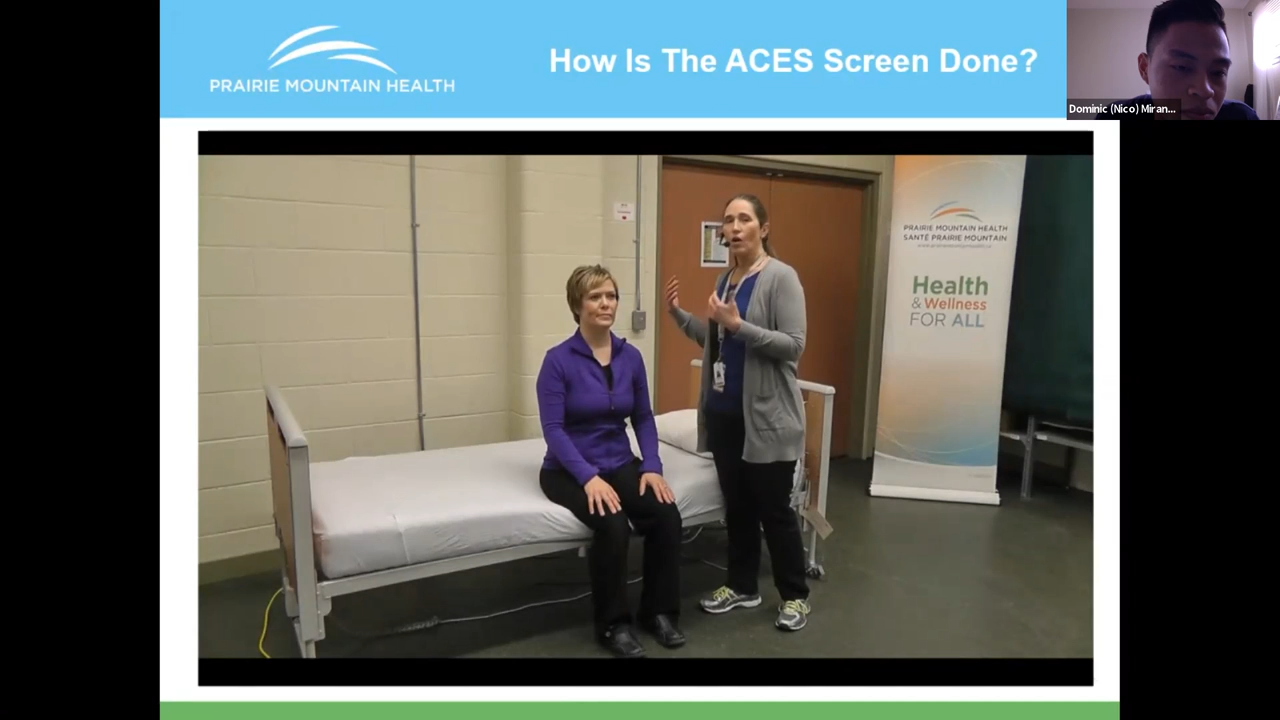 PRAIRIE MOUNTAIN HEALTH
How Is The ACES Screen Done?
Dominic (Nico) Miran...
PRAIRIE MOUNTAIN HEALTH
SANTÉ PRAIRIE MOUNTAIN
Health
& Wellness
FOR ALL